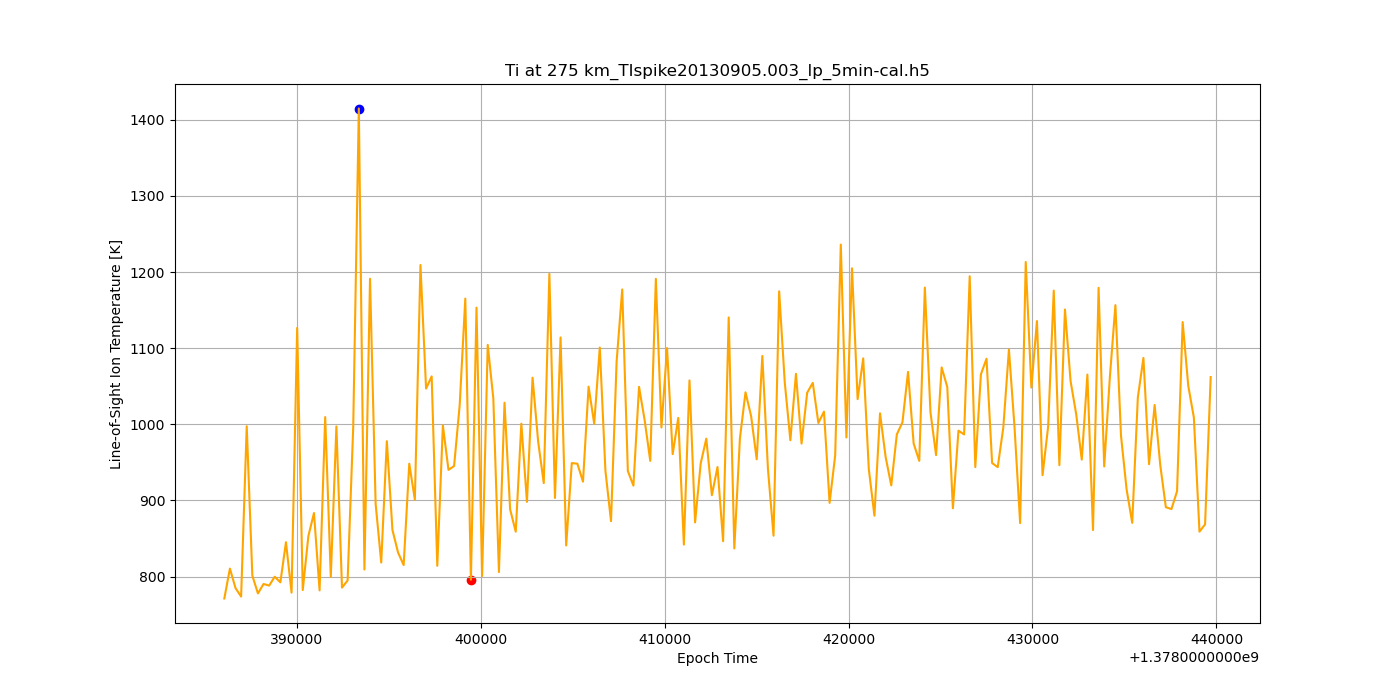 Ti at 275 km_TIspike20130905.003_lp_5min-cal.h5
Line-of-Sight Ion Temperature [K]
1400
1300
1200
1100
1000
900
800
390000 400000 410000 420000 430000 440000
Epoch Time
+1.3780000000e9